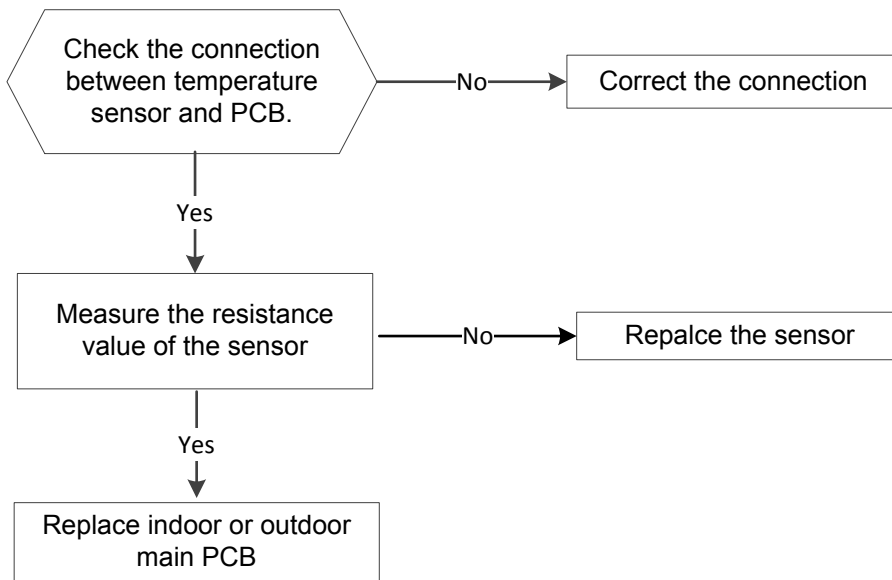 Check the connection
between temperature
sensor and PCB.
No
Correct the connection
Yes
Measure the resistance
value of the sensor
No
Repalce the sensor
Yes
Replace indoor or outdoor
main PCB